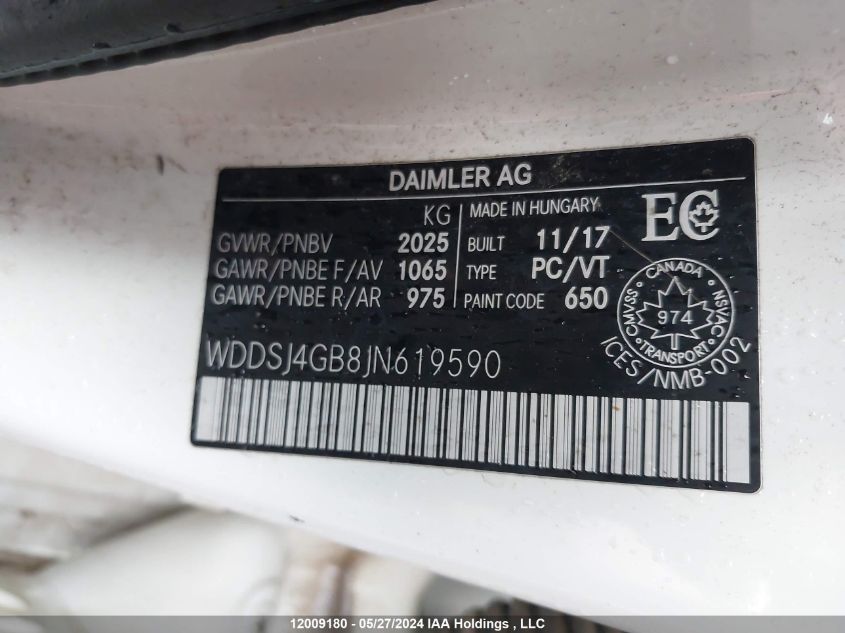 DAIMLER AG
KG
GVWR/PNBV 2025
GAWR/PNBE F/AV 1065
GAWR/PNBE R/AR 975
MADE IN HUNGARY
BUILT 11/17
TYPE PC/VT
PAINT CODE 650
EC
CANADA
CMVSS 974 NSVAC
TRANSPORT
ICES/NMB-002
WDDSJ4GB8JN619590
12009180 - 05/27/2024 IAA Holdings, LLC